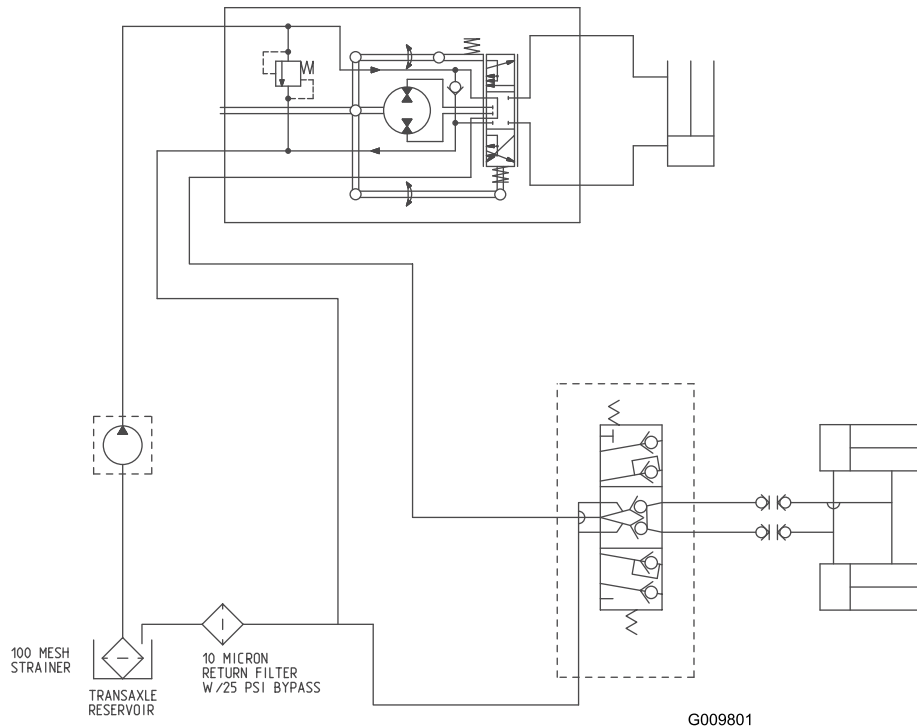 100 MESH
STRAINER
TRANSAXLE
RESERVOIR
10 MICRON
RETURN FILTER
W/25 PSI BYPASS
G009801